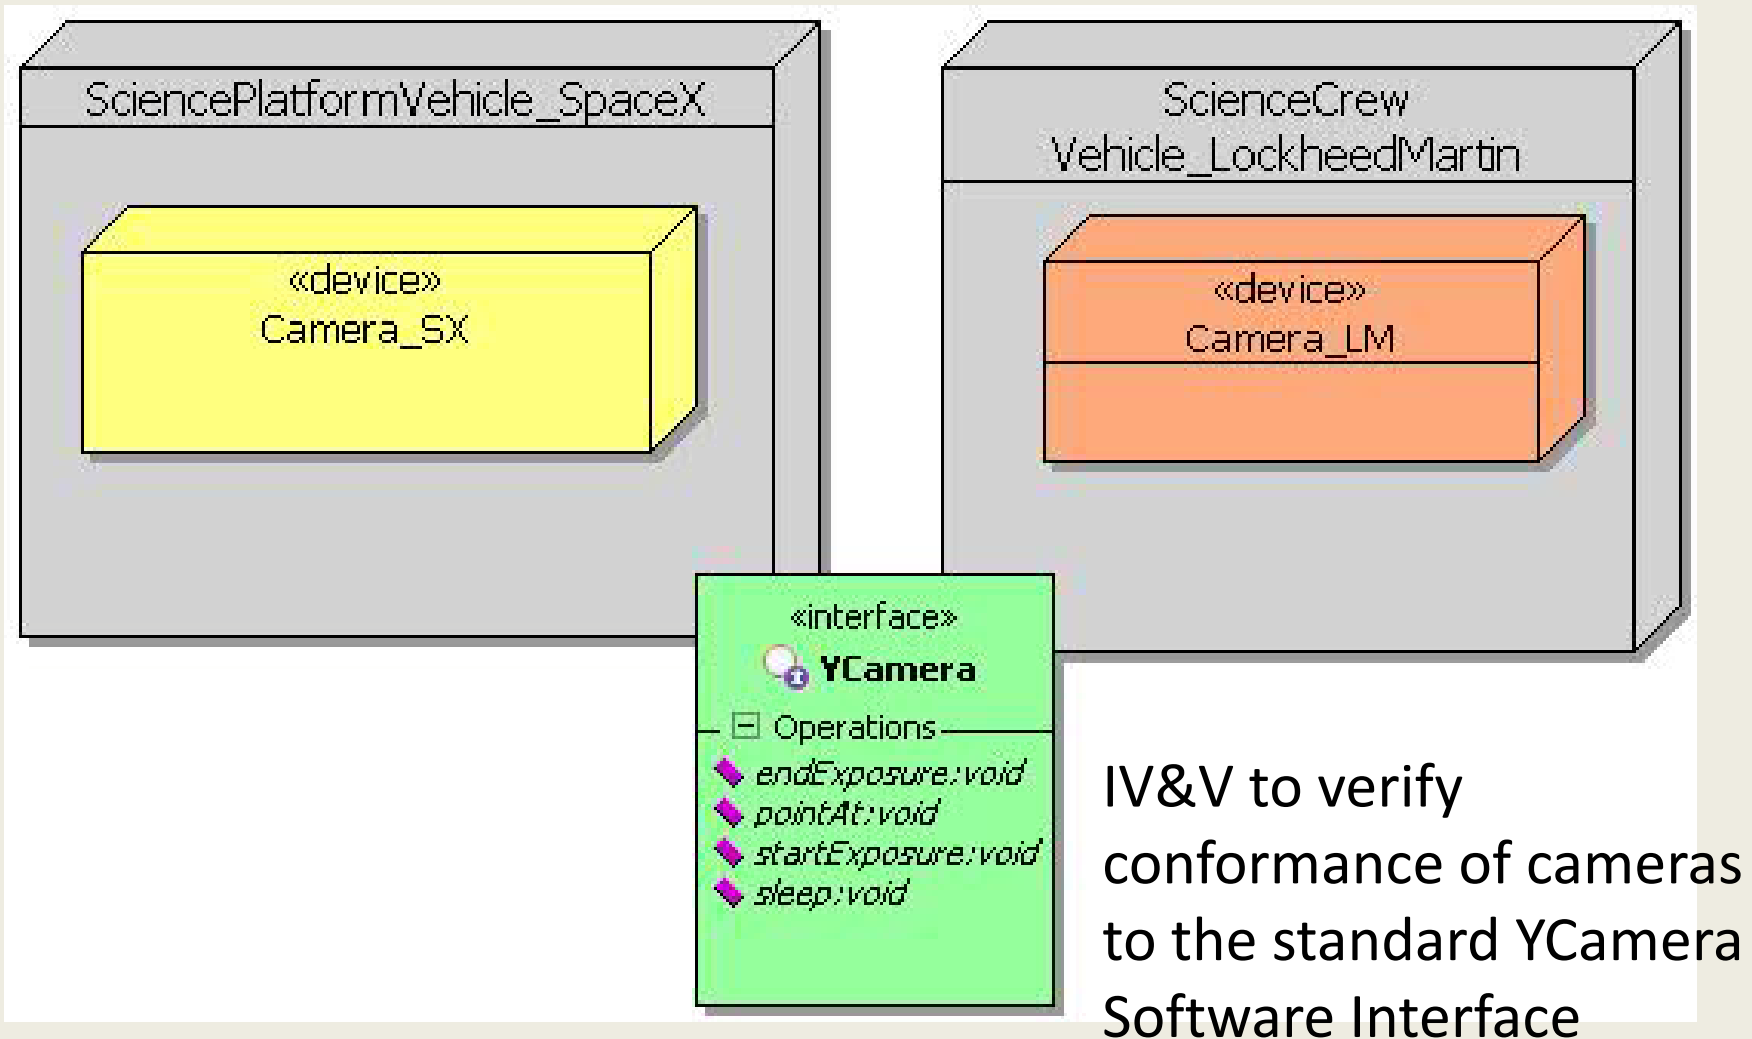 SciencePlatformVehicle_SpaceX
«device»
Camera_SX
ScienceCrew
Vehicle_LockheedMartin
«device»
Camera_LM
«interface»
YCamera
Operations
endExposure:void
pointAt:void
startExposure:void
sleep:void
IV&V to verify
conformance of cameras
to the standard YCamera
Software Interface